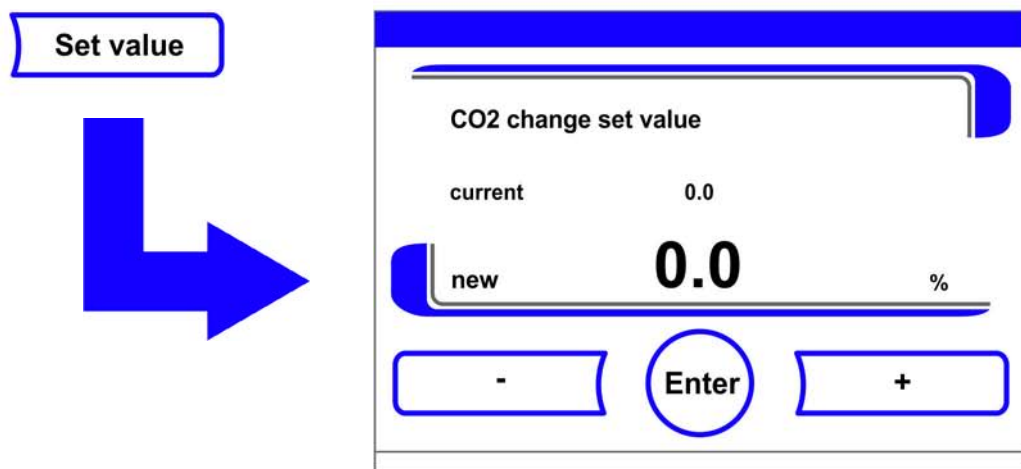 Set value
CO2 change set value
current 0.0
new 0.0 %
- Enter +